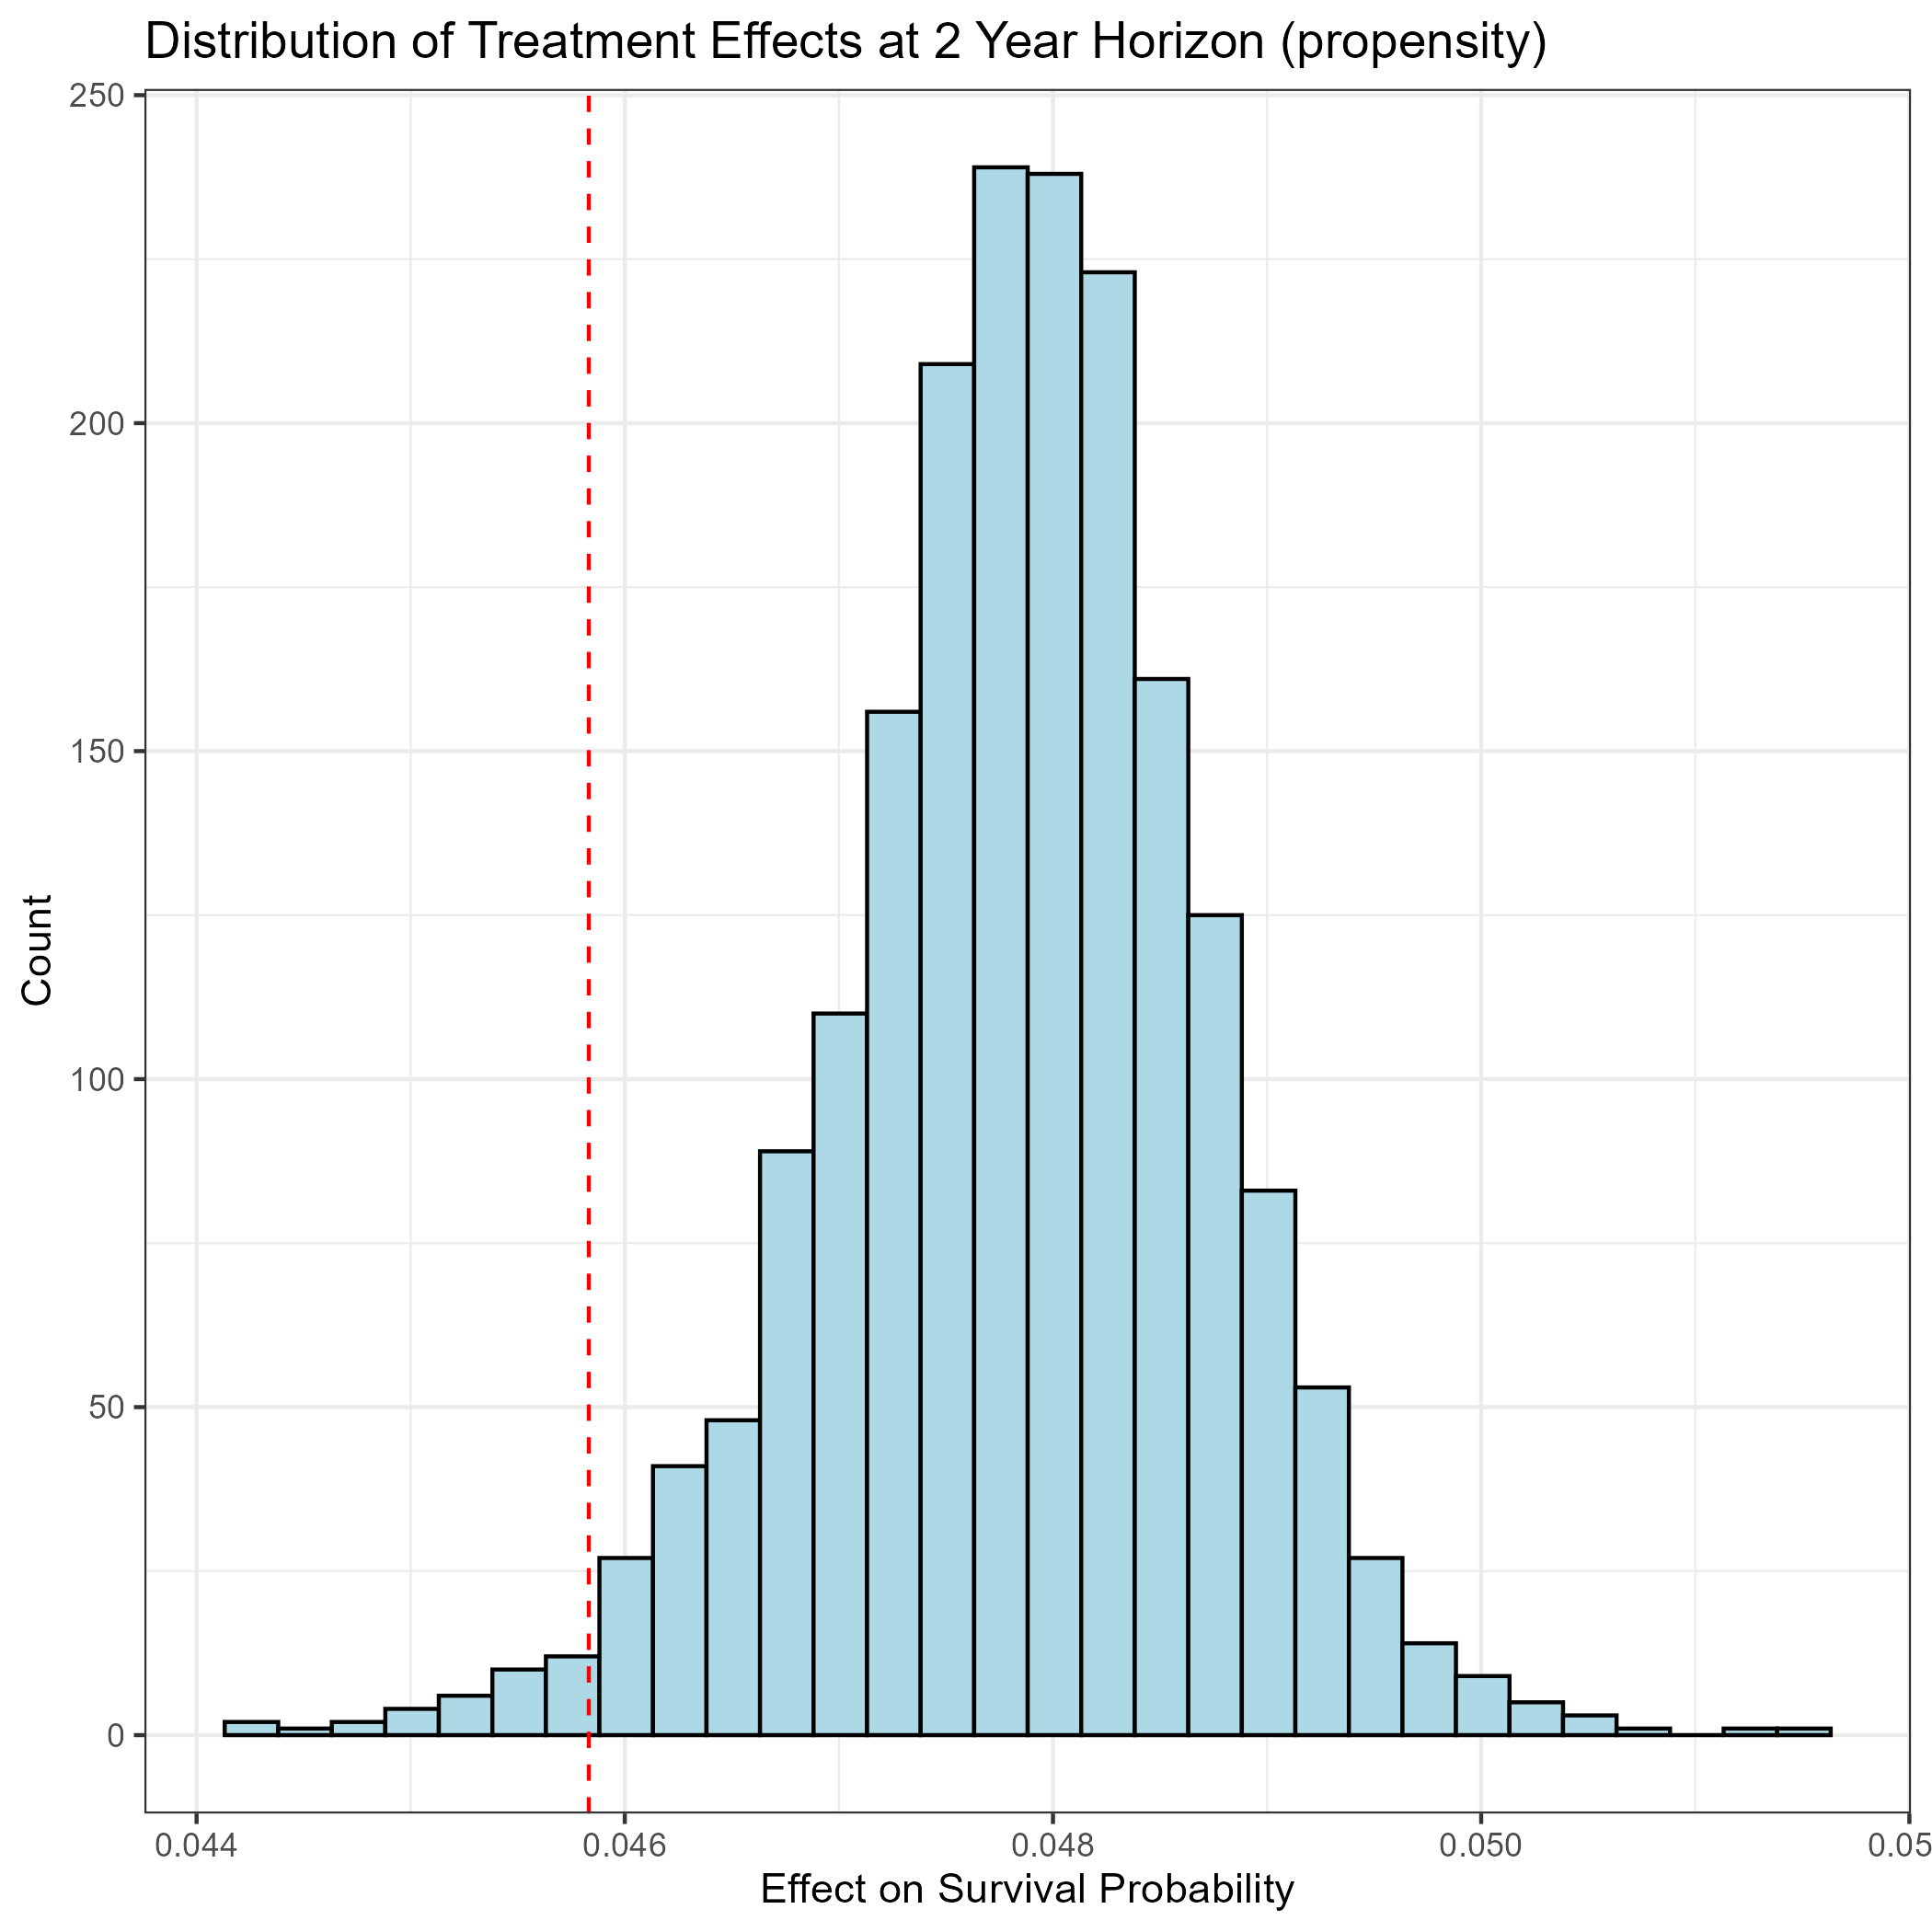 Distribution of Treatment Effects at 2 Year Horizon (propensity)
250
200
150
100
50
0
Count
0.044 0.046 0.048 0.050 0.05
Effect on Survival Probability